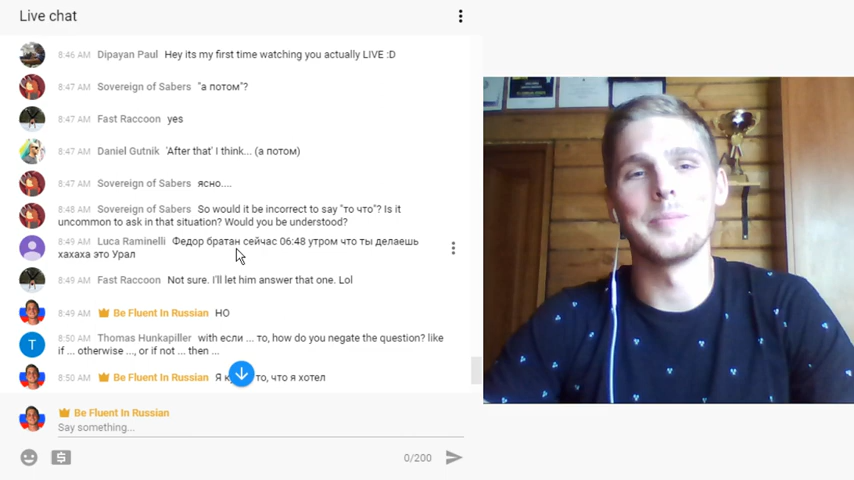 Live chat
8:46 AM Dipayan Paul Hey its my first time watching you actually LIVE :D
8:47 AM Sovereign of Sabers "а потом"?
8:47 AM Fast Raccoon yes
8:47 AM Daniel Gutnik 'After that' I think... (а потом)
8:47 AM Sovereign of Sabers ясно....
8:48 AM Sovereign of Sabers So would it be incorrect to say "то что"? Is it
uncommon to ask in that situation? Would you be understood?
8:49 AM Luca Raminelli Федор братан сейчас 06:48 утром что ты делаешь
хахаха это Урал
8:49 AM Fast Raccoon Not sure. I'll let him answer that one. Lol
8:49 AM Be Fluent In Russian НО
8:50 AM Thomas Hunkapiller with если ... то, how do you negate the question? like
if ... otherwise ..., or if not ... then ...
T
8:50 AM Be Fluent In Russian Я то, что я хотел
Be Fluent In Russian
Say something...
0/200